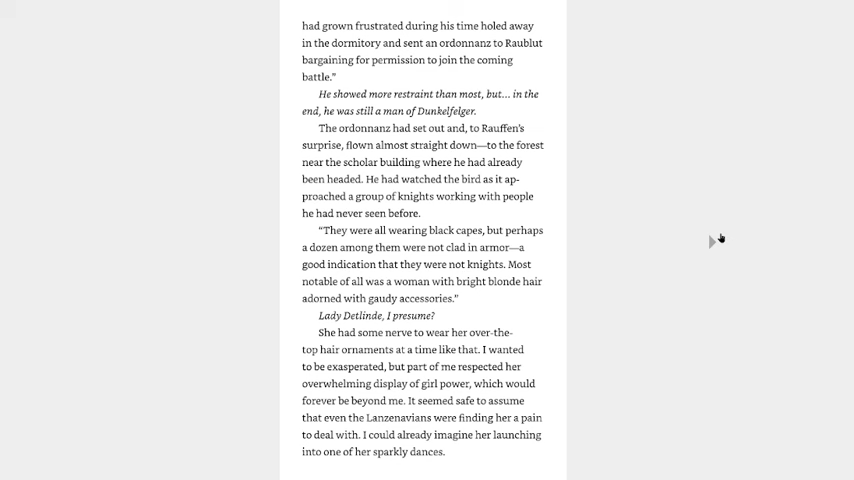 had grown frustrated during his time holed away
in the dormitory and sent an ordonnanz to Raublut
bargaining for permission to join the coming
battle.”
He showed more restraint than most, but... in the
end, he was still a man of Dunkelfelger.
The ordonnanz had set out and, to Rauffen’s
surprise, flown almost straight down—to the forest
near the scholar building where he had already
been headed. He had watched the bird as it ap-
proached a group of knights working with people
he had never seen before.
“They were all wearing black capes, but perhaps
a dozen among them were not clad in armor—a
good indication that they were not knights. Most
notable of all was a woman with bright blonde hair
adorned with gaudy accessories.”
Lady Detlinde, I presume?
She had some nerve to wear her over-the-
top hair ornaments at a time like that. I wanted
to be exasperated, but part of me respected her
overwhelming display of girl power, which would
forever be beyond me. It seemed safe to assume
that even the Lanzenavians were finding her a pain
to deal with. I could already imagine her launching
into one of her sparkly dances.